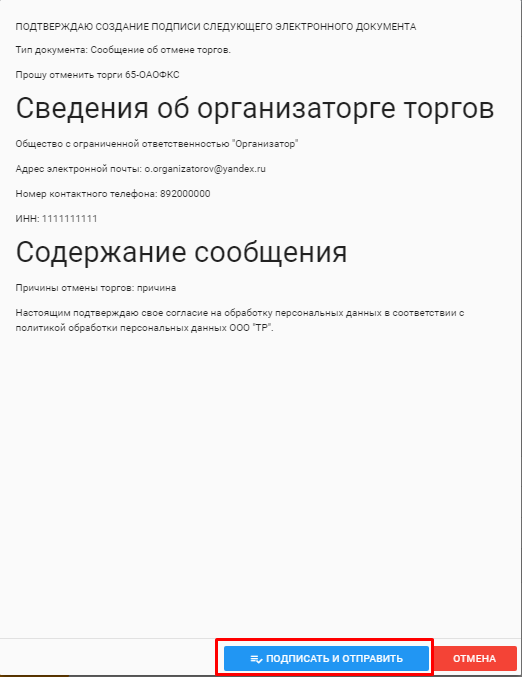 ПОДТВЕРЖДАЮ СОЗДАНИЕ ПОДПИСИ СЛЕДУЮЩЕГО ЭЛЕКТРОННОГО ДОКУМЕНТА
Тип документа: Сообщение об отмене торгов.
Прошу отменить торги 65-ОАОФКС
Сведения об организаторге торгов
Общество с ограниченной ответственностью "Организатор"
Адрес электронной почты: o.organizatorov@yandex.ru
Номер контактного телефона: 892000000
ИНН: 1111111111
Содержание сообщения
Причины отмены торгов: причина
Настоящим подтверждаю свое согласие на обработку персональных данных в соответствии с
политикой обработки персональных данных ООО "ТР".
ПОДПИСАТЬ И ОТПРАВИТЬ ОТМЕНА